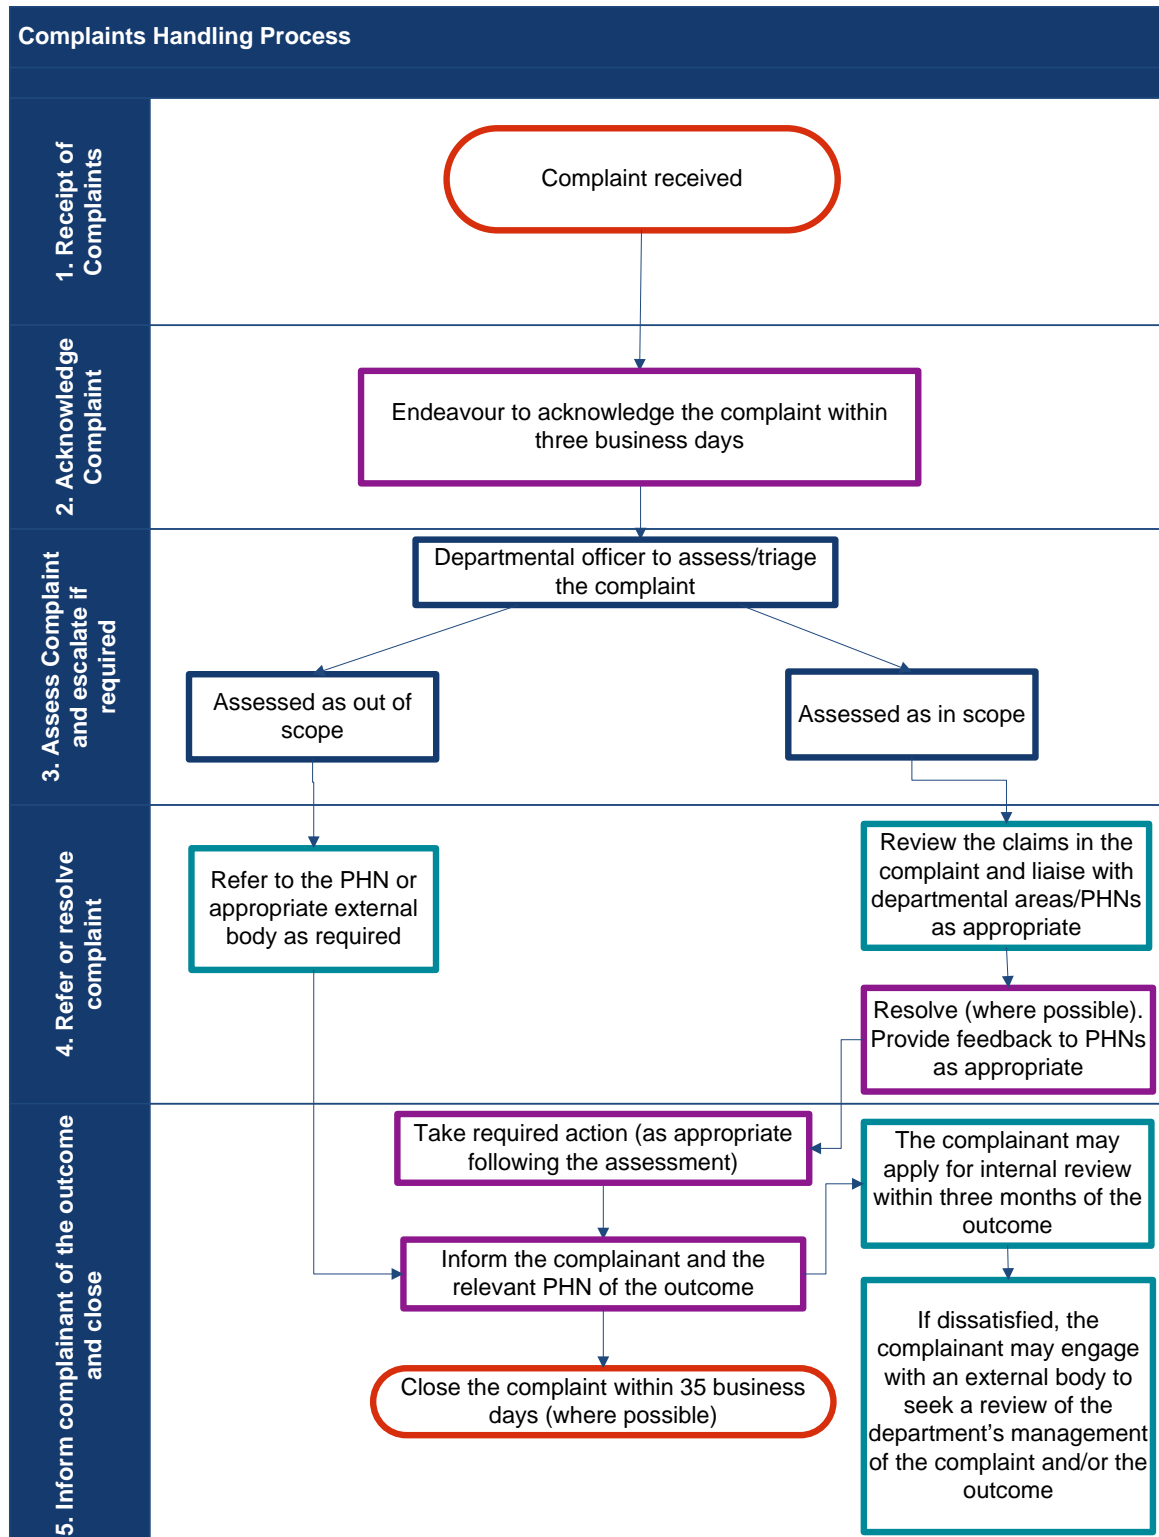 Complaints Handling Process
1. Receipt of
Complaints
Complaint received
2. Acknowledge
Complaint
Endeavour to acknowledge the complaint within
three business days
3. Assess Complaint
and escalate if
required
Departmental officer to assess/triage
the complaint
Assessed as out of
scope
Assessed as in scope
4. Refer or resolve
complaint
Refer to the PHN or
appropriate external
body as required
Review the claims in the
complaint and liaise with
departmental areas/PHNs
as appropriate
Resolve (where possible).
Provide feedback to PHNs
as appropriate
5. Inform complainant of the outcome
and close
Take required action (as appropriate
following the assessment)
Inform the complainant and the
relevant PHN of the outcome
Close the complaint within 35 business
days (where possible)
The complainant may
apply for internal review
within three months of the
outcome
If dissatisfied, the
complainant may engage
with an external body to
seek a review of the
department’s management
of the complaint and/or the
outcome